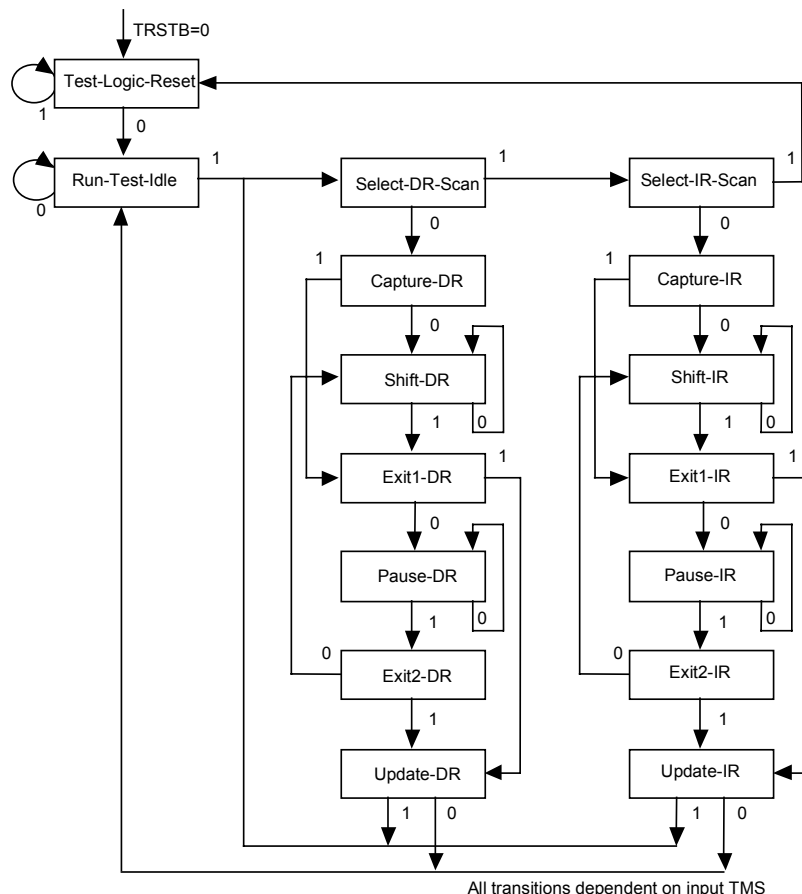 TRSTB=0
Test-Logic-Reset
1
0
Run-Test-Idle
1
0
Select-DR-Scan
1
Select-IR-Scan
1
0
0
1
Capture-DR
1
Capture-IR
0
0
Shift-DR
Shift-IR
1
0
1
0
Exit1-DR
1
Exit1-IR
1
0
0
Pause-DR
Pause-IR
1
0
1
0
0
Exit2-DR
0
Exit2-IR
1
1
Update-DR
Update-IR
1
0
1
0
All transitions dependent on input TMS